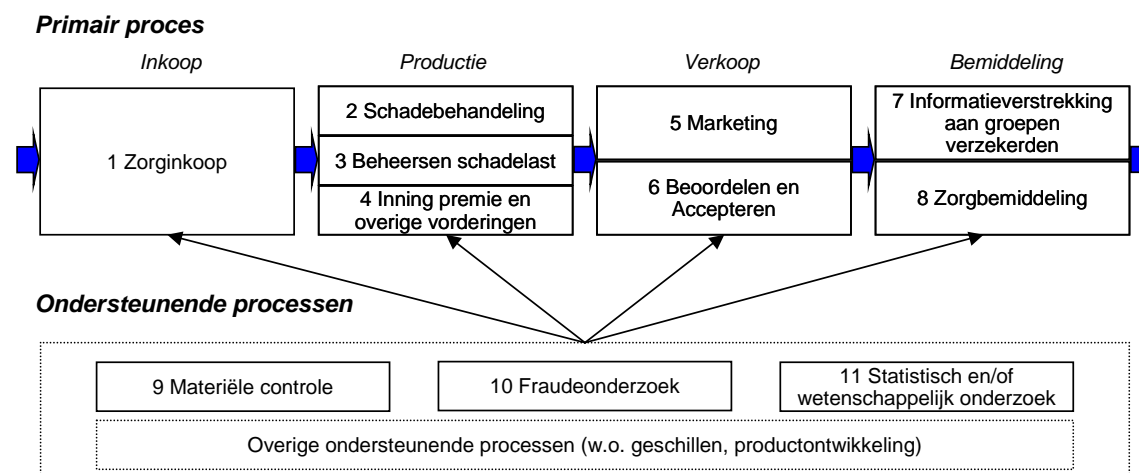 Primair proces
Inkoop
Productie
Verkoop
Bemiddeling
1 Zorginkoop
2 Schadebehandeling
3 Beheersen schadelast
4 Inning premie en
overige vorderingen
5 Marketing
6 Beoordelen en
Accepteren
7 Informatieverstrekking
aan groepen
verzekerden
8 Zorgbemiddeling
Ondersteunende processen
9 Materiële controle
10 Fraudeonderzoek
11 Statistisch en/of
wetenschappelijk onderzoek
Overige ondersteunende processen (w.o. geschillen, productontwikkeling)